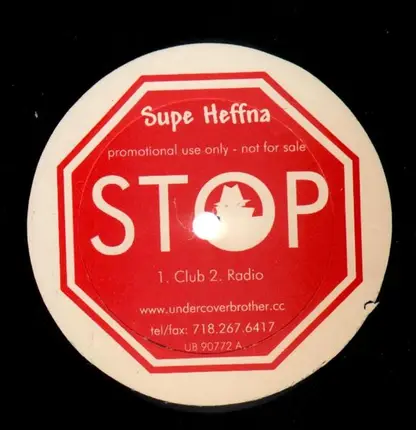 Supe Heffna
promotional use only - not for sale
STOP
1. Club 2. Radio
www.undercoverbrother.cc
tel/fax: 718.267.6417
UB 90772 A